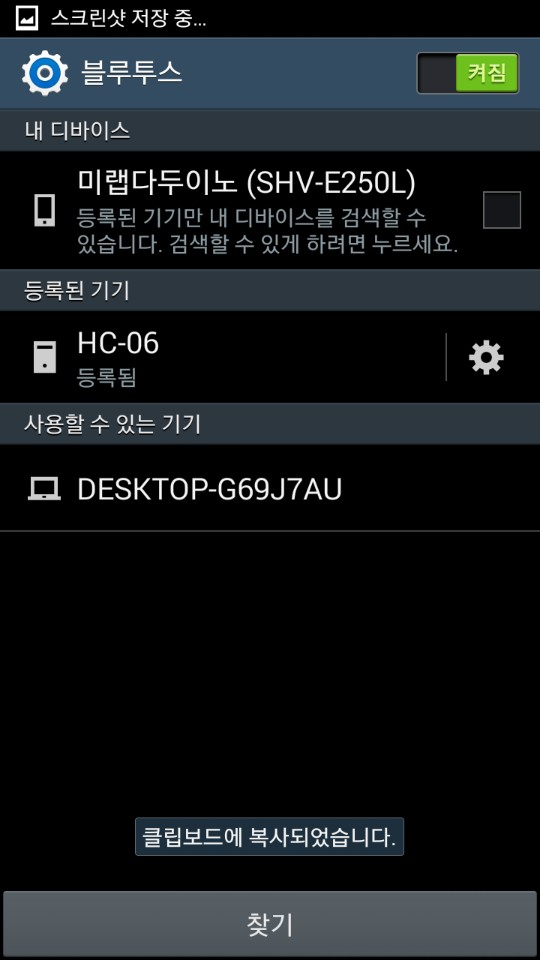 스크린샷 저장 중...
블루투스
켜짐
내 디바이스
미랩다두이노 (SHV-E250L)
등록된 기기만 내 디바이스를 검색할 수
있습니다. 검색할 수 있게 하려면 누르세요.
등록된 기기
HC-06
등록됨
사용할 수 있는 기기
DESKTOP-G69J7AU
클립보드에 복사되었습니다.
찾기